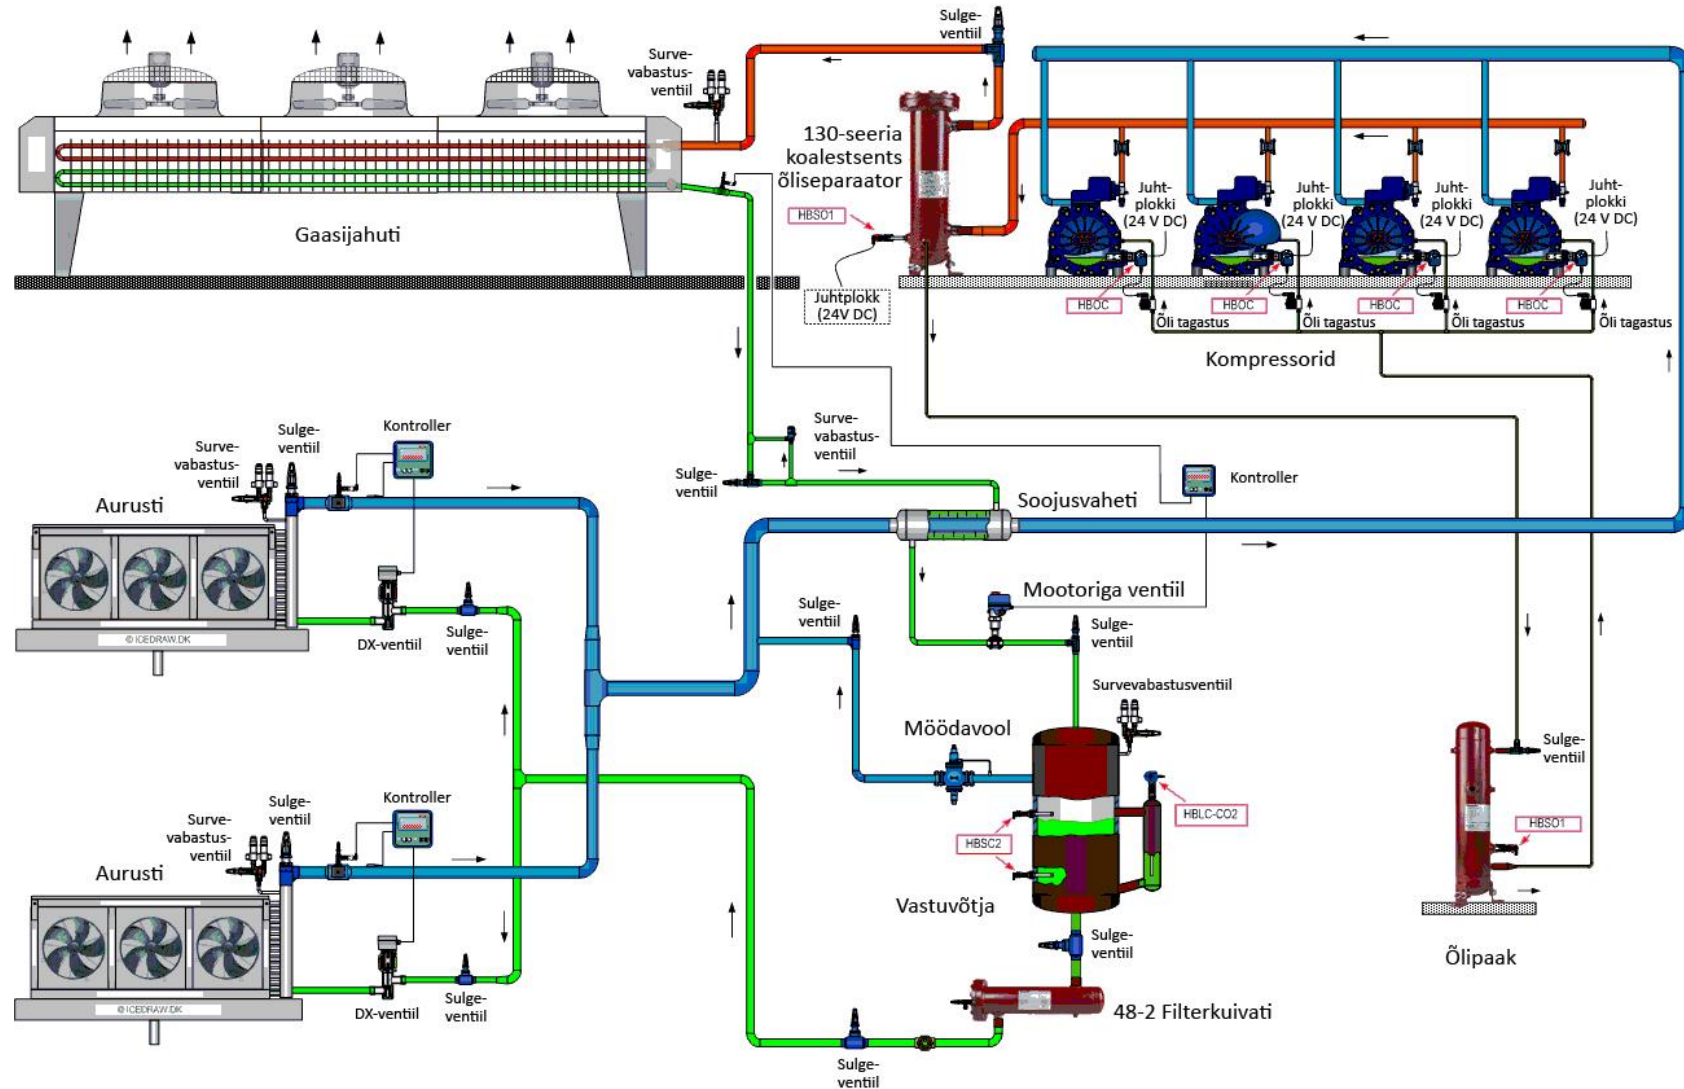 Sulge-
ventiil
Surve-
vabastus-
ventiil
130-seeria
koalestsents
õliseparaator
HBSO1
Juhtplokk
(24V DC)
Gaasijahuti
Juht-
plokki
(24 V DC)
Juht-
plokki
(24 V DC)
Juht-
plokki
(24 V DC)
Juht-
plokki
(24 V DC)
HBOC
HBOC
HBOC
HBOC
Õli tagastus
Õli tagastus
Õli tagastus
Õli tagastus
Kompressorid
Surve-
vabastus-
ventiil
Sulge-
ventiil
Kontroller
Aurusti
Surve-
vabastus-
ventiil
Sulge-
ventiil
Kontroller
Soojusvaheti
© ICEDRAW.DK
DX-ventiil
Sulge-
ventiil
Mootoriga ventiil
Sulge-
ventiil
Sulge-
ventiil
Survevabastusventiil
Möödavool
HBLC-CO2
HBSC2
Vastuvõtja
Sulge-
ventiil
48-2 Filterkuivati
Sulge-
ventiil
Sulge-
ventiil
HBSO1
Õlipaak
Aurusti
Surve-
vabastus-
ventiil
Sulge-
ventiil
Kontroller
© ICEDRAW.DK
DX-ventiil
Sulge-
ventiil